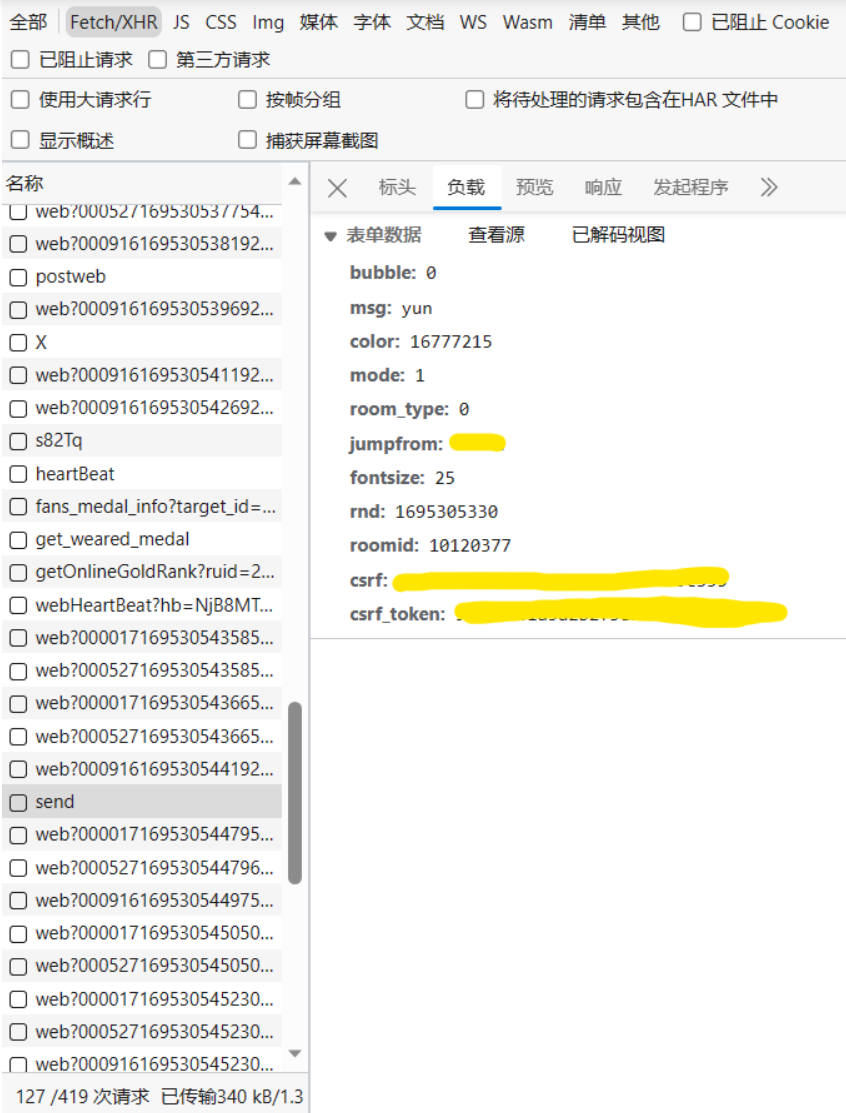 全部 Fetch/XHR JS CSS Img 媒体 字体 文档 WS Wasm 清单 其他 已阻止 Cookie
已阻止请求 第三方请求
使用大请求行 按帧分组 将待处理的请求包含在HAR 文件中
显示概述 捕获屏幕截图
名称
web?000527169530537754...
web?000916169530538192...
postweb
web?000916169530539692...
X
web?000916169530541192...
web?000916169530542692...
s82Tq
heartBeat
fans_medal_info?target_id=...
get_weared_medal
getOnlineGoldRank?ruid=2...
webHeartBeat?hb=NjB8MT...
web?000017169530543585...
web?000527169530543585...
web?000017169530543665...
web?000527169530543665...
web?000916169530544192...
send
web?000017169530544795...
web?000527169530544796...
web?000916169530544975...
web?000017169530545050...
web?000527169530545050...
web?000017169530545230...
web?000527169530545230...
web?000916169530545230...
127 /419 次请求 已传输340 kB/1.3
标头 负载 预览 响应 发起程序
表单数据 查看源 已解码视图
bubble: 0
msg: yun
color: 16777215
mode: 1
room_type: 0
jumpfrom:
fontsize: 25
rnd: 1695305330
roomid: 10120377
csrf:
csrf_token: